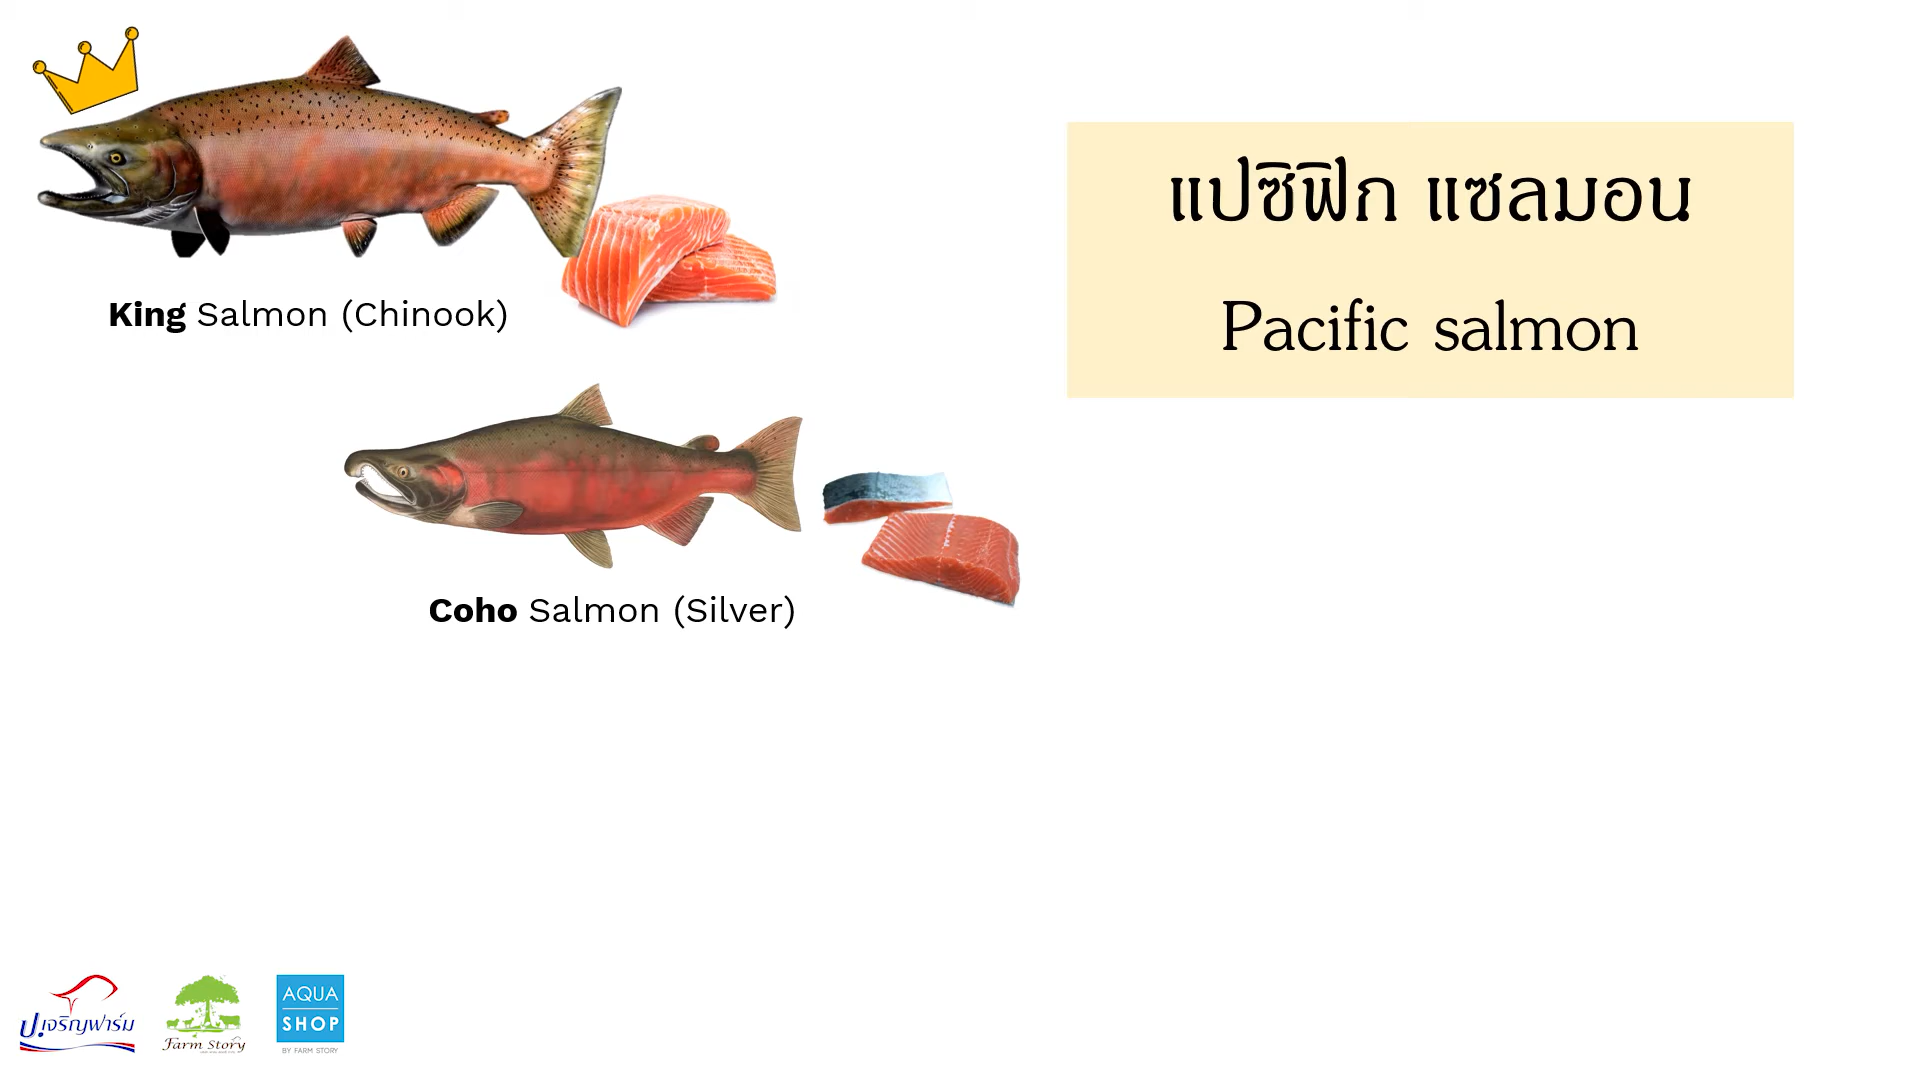 แปซิฟิก แซลมอน
Pacific salmon
King Salmon (Chinook)
Coho Salmon (Silver)
ป.เจริญฟาร์ม
Farm Story
AQUA
SHOP
BY FARM STORY